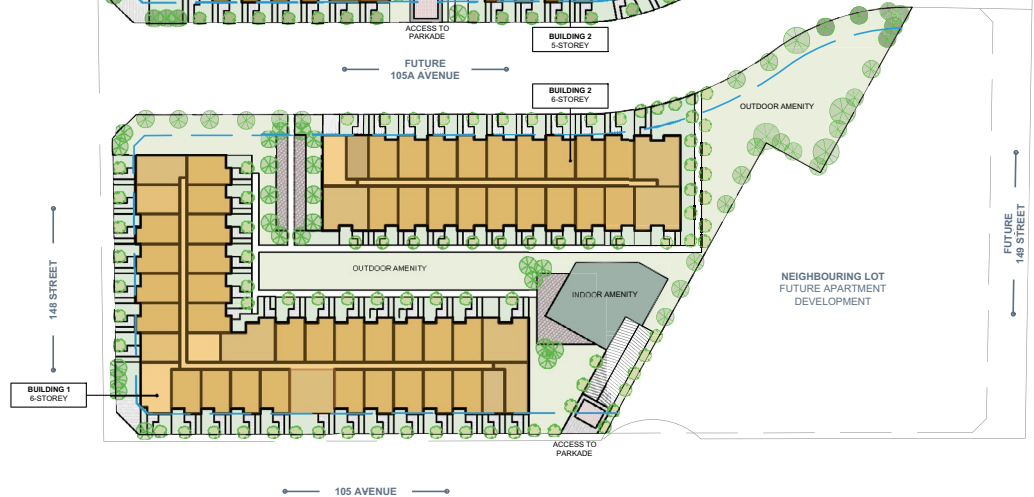 ACCESS TO
PARKADE
BUILDING 2
5-STOREY
FUTURE
105A AVENUE
BUILDING 2
6-STOREY
OUTDOOR AMENITY
148 STREET
OUTDOOR AMENITY
INDOOR AMENITY
NEIGHBOURING LOT
FUTURE APARTMENT
DEVELOPMENT
FUTURE
149 STREET
BUILDING 1
6-STOREY
ACCESS TO
PARKADE
105 AVENUE